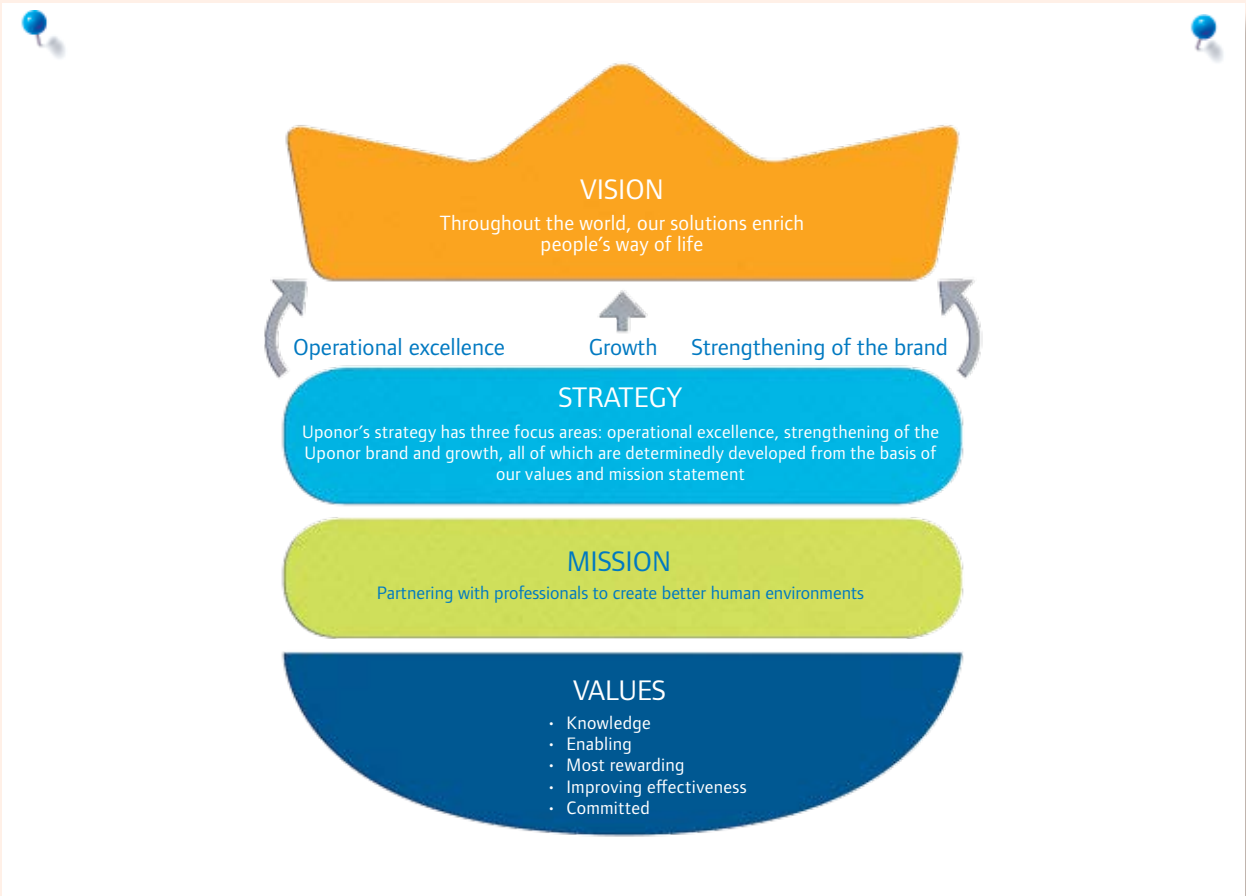 VISION
Throughout the world, our solutions enrich
people’s way of life
Operational excellence
Growth
Strengthening of the brand
STRATEGY
Uponor’s strategy has three focus areas: operational excellence, strengthening of the
Uponor brand and growth, all of which are determinedly developed from the basis of
our values and mission statement
MISSION
Partnering with professionals to create better human environments
VALUES
• Knowledge
• Enabling
• Most rewarding
• Improving effectiveness
• Committed